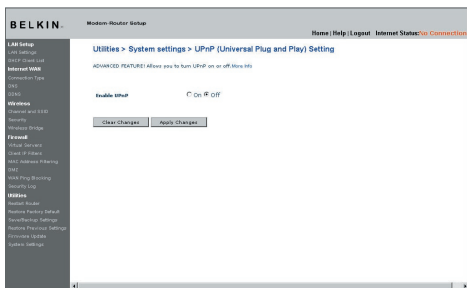 BELKIN
Modem-Router Setup
Home | Help | Logout Internet Status: No Connection
LAN Setup
LAN Settings
DHCP Client List
Internet WAN
Connection Type
DNS
DDNS
Wireless
Channel and SSID
Security
Wireless Bridge
Firewall
Virtual Servers
Client IP Filters
MAC Address Filtering
DMZ
WAN Ping Blocking
Security Log
Utilities
Restart Router
Restore Factory Default
Save/Backup Settings
Restore Previous Settings
Firmware Update
System Settings
Utilities > System settings > UPnP (Universal Plug and Play) Setting
ADVANCED FEATURE! Allows you to turn UPnP on or off. More Info
Enable UPnP On Off
Clear Changes Apply Changes